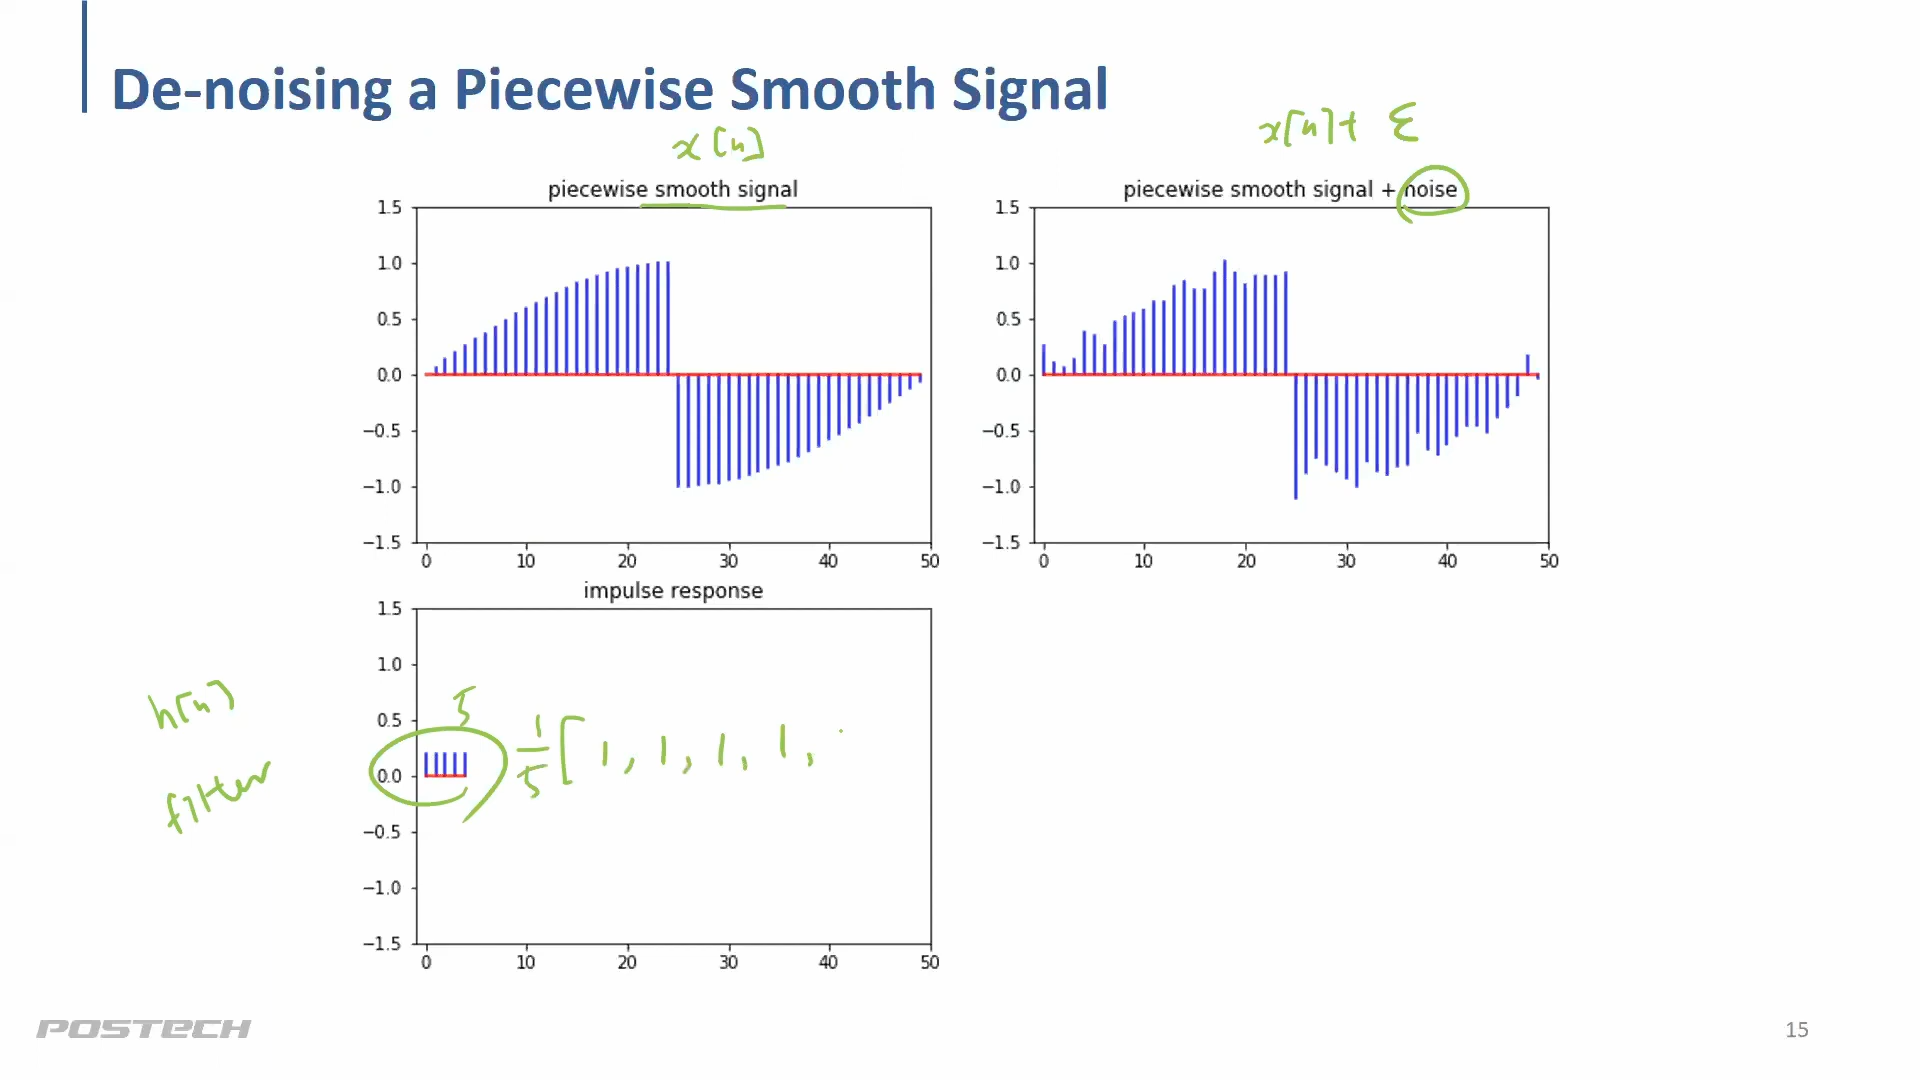 De-noising a Piecewise Smooth Signal
x[n]
x[n]+ ε
piecewise smooth signal
piecewise smooth signal + noise
1.5
1.0
0.5
0.0
−0.5
−1.0
−1.5
0 10 20 30 40 50
1.5
1.0
0.5
0.0
−0.5
−1.0
−1.5
0 10 20 30 40 50
impulse response
1.5
1.0
0.5
0.0
−0.5
−1.0
−1.5
0 10 20 30 40 50
h[n]
filter
5
1/5 [ 1, 1, 1, 1,
POSTECH
15